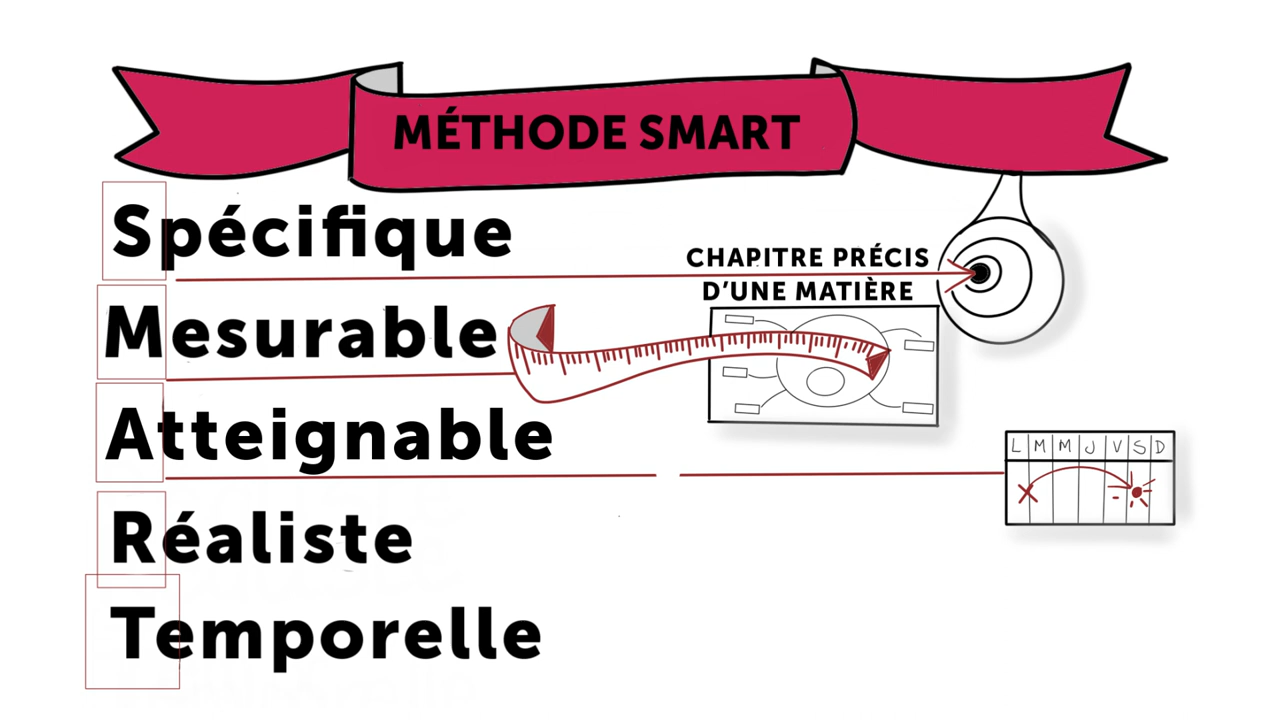 MÉTHODE SMART
Spécifique
CHAPITRE PRÉCIS
D'UNE MATIÈRE
Mesurable
Atteignable
L M M J V S D
Réaliste
Temporelle